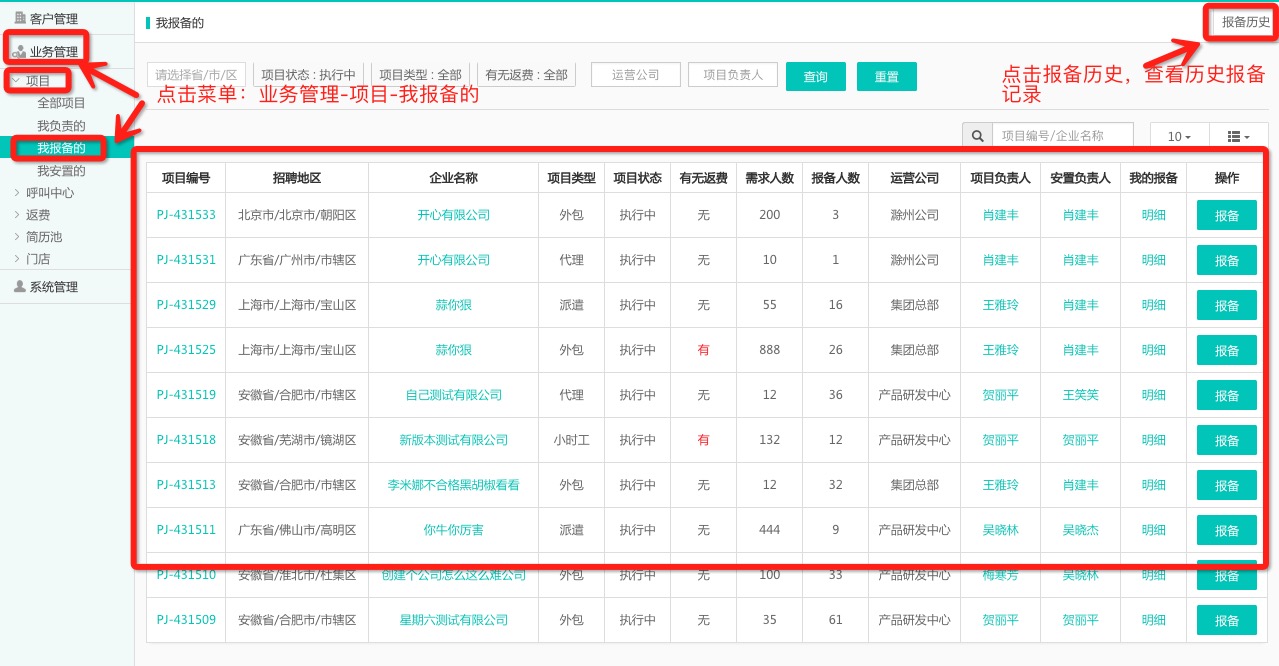 客户管理
业务管理
项目
全部项目
我负责的
我报备的
我安置的
呼叫中心
返费
简历池
门店
系统管理
我报备的
报备历史
请选择省/市/区 项目状态 : 执行中 项目类型 : 全部 有无返费 : 全部 运营公司 项目负责人 查询 重置
点击菜单：业务管理-项目-我报备的
点击报备历史，查看历史报备
记录
项目编号/企业名称 10
项目编号 招聘地区 企业名称 项目类型 项目状态 有无返费 需求人数 报备人数 运营公司 项目负责人 安置负责人 我的报备 操作
PJ-431533 北京市/北京市/朝阳区 开心有限公司 外包 执行中 无 200 3 滁州公司 肖建丰 肖建丰 明细 报备
PJ-431531 广东省/广州市/市辖区 开心有限公司 代理 执行中 无 10 1 滁州公司 肖建丰 肖建丰 明细 报备
PJ-431529 上海市/上海市/宝山区 蒜你狠 派遣 执行中 无 55 16 集团总部 王雅玲 肖建丰 明细 报备
PJ-431525 上海市/上海市/宝山区 蒜你狠 外包 执行中 有 888 26 集团总部 王雅玲 肖建丰 明细 报备
PJ-431519 安徽省/合肥市/市辖区 自己测试有限公司 代理 执行中 无 12 36 产品研发中心 贺丽平 王笑笑 明细 报备
PJ-431518 安徽省/芜湖市/镜湖区 新版本测试有限公司 小时工 执行中 有 132 12 产品研发中心 贺丽平 贺丽平 明细 报备
PJ-431513 安徽省/合肥市/市辖区 李米娜不合格黑胡椒看看 外包 执行中 无 12 32 集团总部 王雅玲 肖建丰 明细 报备
PJ-431511 广东省/佛山市/高明区 你牛你厉害 派遣 执行中 无 444 9 产品研发中心 吴晓林 吴晓杰 明细 报备
PJ-431510 安徽省/淮北市/杜集区 创建个公司怎么这么难公司 外包 执行中 无 100 33 产品研发中心 梅寒芳 吴晓林 明细 报备
PJ-431509 安徽省/合肥市/市辖区 星期六测试有限公司 外包 执行中 无 35 61 产品研发中心 贺丽平 贺丽平 明细 报备